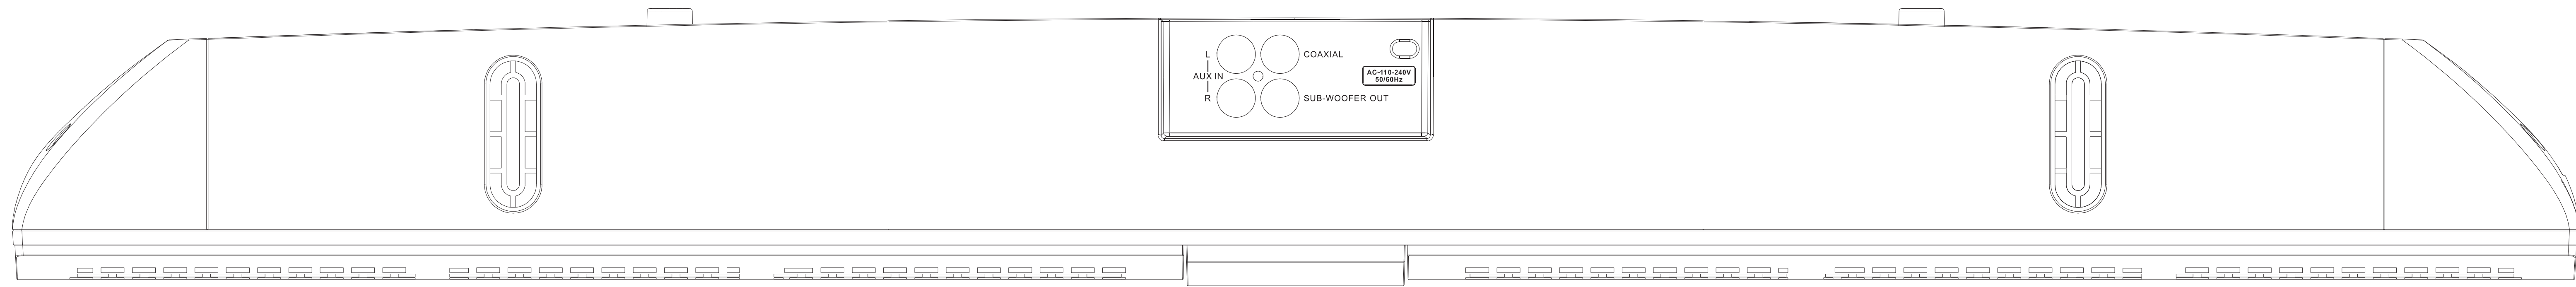 L
COAXIAL
AUX IN
AC-110-240V
50/60Hz
R
SUB-WOOFER OUT